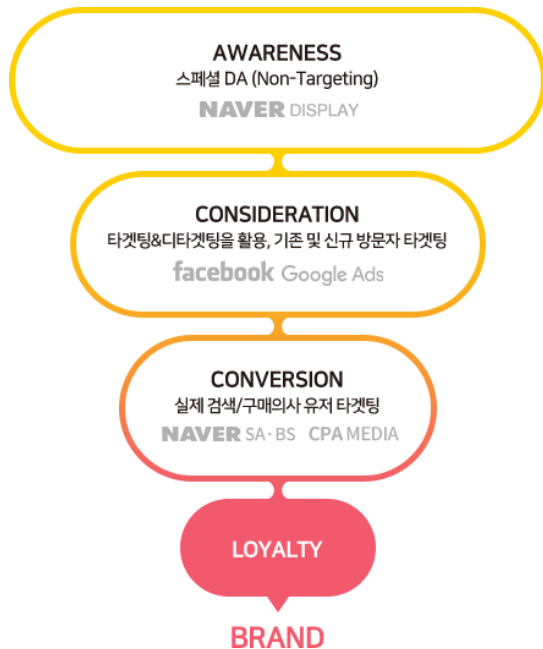 AWARENESS
스페셜 DA (Non-Targeting)
NAVER DISPLAY
CONSIDERATION
타겟팅&디타겟팅을 활용, 기존 및 신규 방문자 타겟팅
facebook Google Ads
CONVERSION
실제 검색/구매의사 유저 타겟팅
NAVER SA·BS CPA MEDIA
LOYALTY
BRAND